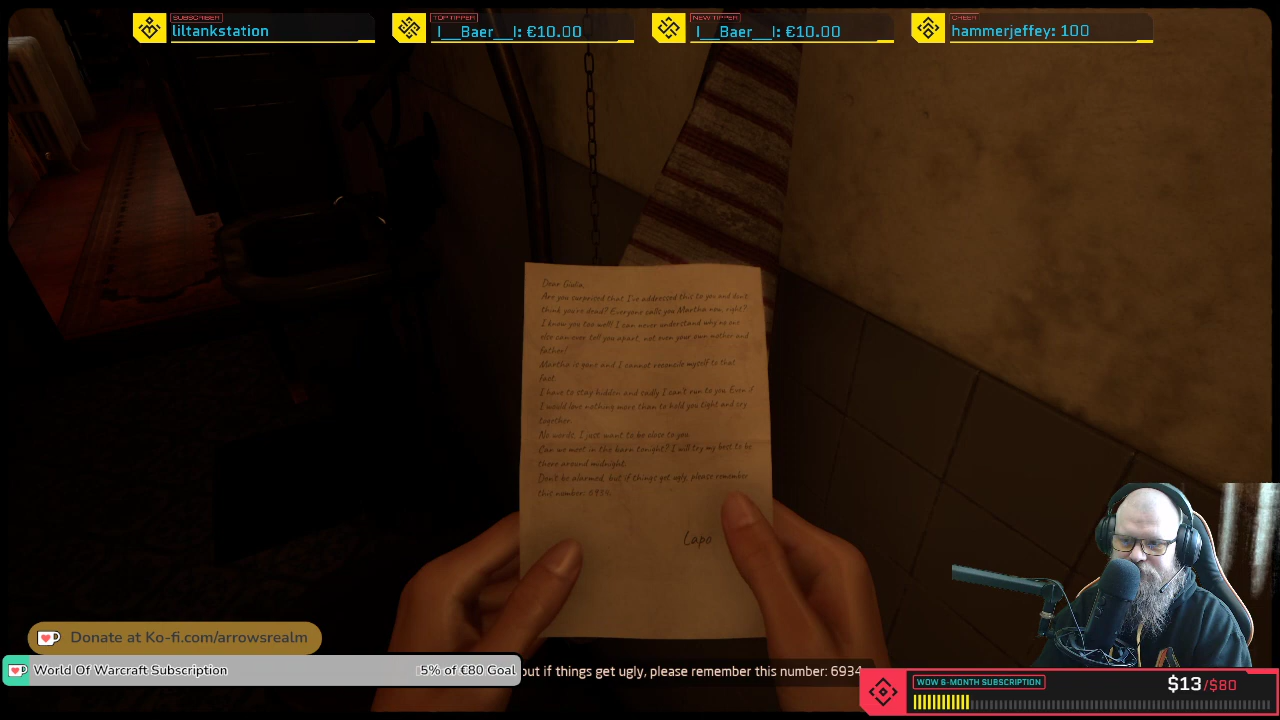 SUBSCRIBER
liltankstation
TOP TIPPER
l__Baer__l: €10.00
NEW TIPPER
l__Baer__l: €10.00
CHEER
hammerjeffey: 100
Dear Giulia,
Are you surprised that I've addressed this to you and don't
think you're dead? Everyone calls you Martha now, right?
I know you too well! I can never understand why no one
else can ever tell you apart, not even your own mother and
father!
Martha is gone and I cannot reconcile myself to that
fact.
I have to stay hidden and sadly I can't run to you. Even if
I would love nothing more than to hold you tight and cry
together.
No words, I just want to be close to you.
Can we meet in the barn tonight? I will try my best to be
there around midnight.
Don't be alarmed, but if things get ugly, please remember
this number: 6934.
Lapo
Donate at Ko-fi.com/arrowsrealm
World Of Warcraft Subscription
5% of €80 Goal
but if things get ugly, please remember this number: 6934
WOW 6-MONTH SUBSCRIPTION
$13/$80